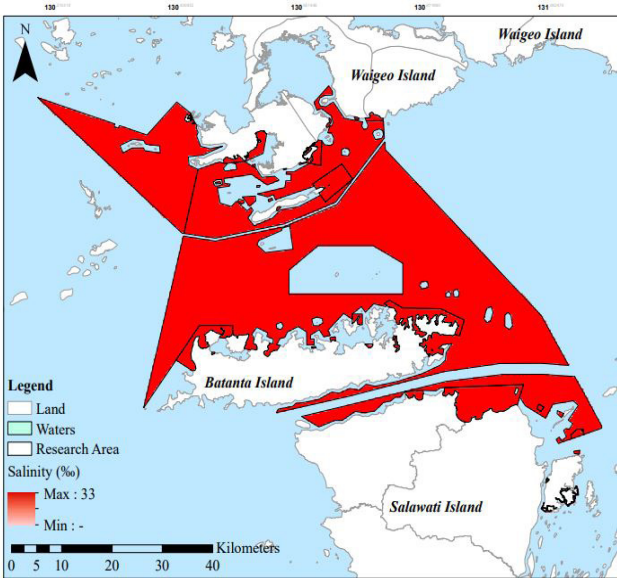 130
130
130
130
131
N
Waigeo Island
Waigeo Island
Batanta Island
Salawati Island
Legend
Land
Waters
Research Area
Salinity (‰)
Max : 33
Min : -
0 5 10 20 30 40 Kilometers